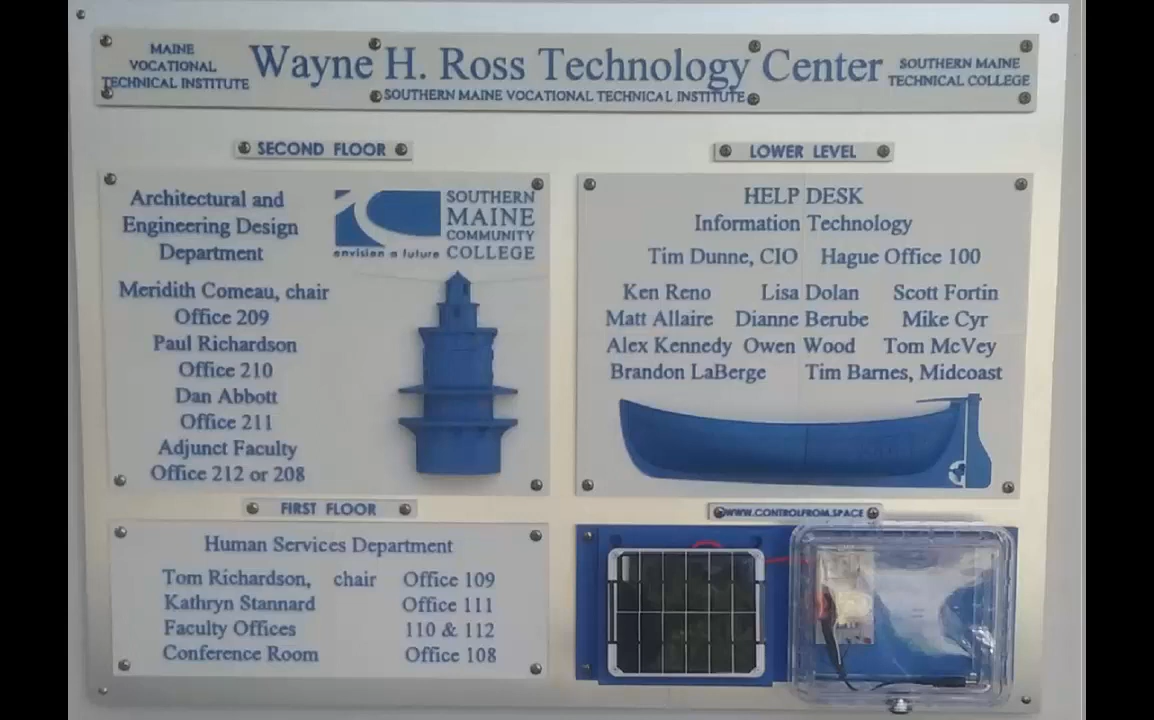 MAINE
VOCATIONAL
TECHNICAL INSTITUTE
Wayne H. Ross Technology Center
SOUTHERN MAINE VOCATIONAL TECHNICAL INSTITUTE
SOUTHERN MAINE
TECHNICAL COLLEGE
SECOND FLOOR
Architectural and
Engineering Design
Department
SOUTHERN
MAINE
COMMUNITY
COLLEGE
envision a future
Meridith Comeau, chair
Office 209
Paul Richardson
Office 210
Dan Abbott
Office 211
Adjunct Faculty
Office 212 or 208
LOWER LEVEL
HELP DESK
Information Technology
Tim Dunne, CIO Hague Office 100
Ken Reno Lisa Dolan Scott Fortin
Matt Allaire Dianne Berube Mike Cyr
Alex Kennedy Owen Wood Tom McVey
Brandon LaBerge Tim Barnes, Midcoast
FIRST FLOOR
Human Services Department
Tom Richardson, chair Office 109
Kathryn Stannard Office 111
Faculty Offices 110 & 112
Conference Room Office 108
WWW.CONTROLFROM.SPACE